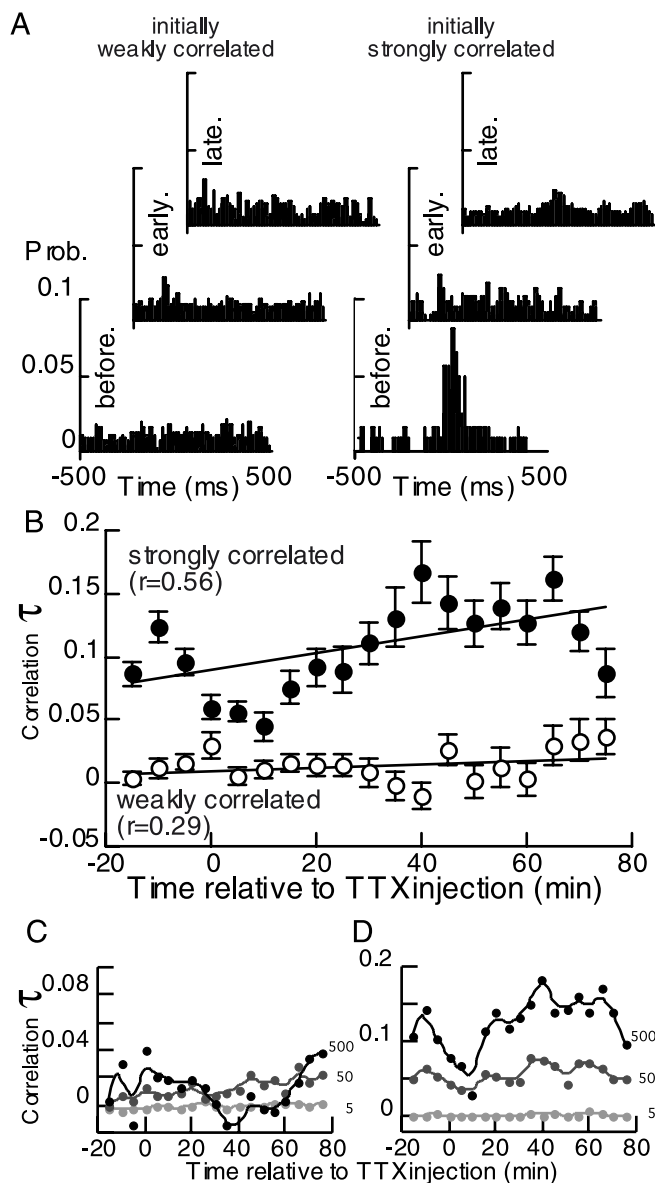 A
initially
weakly correlated
initially
strongly correlated
late.
late.
early.
early.
Prob.
0.1
0.05
0
before.
before.
-500 500
Time (ms)
-500 500
Time (ms)
B
0.2
0.15
0.1
0.05
0
-0.05
Correlation τ
strongly correlated
(r=0.56)
weakly correlated
(r=0.29)
-20 0 20 40 60 80
Time relative to TTXinjection (min)
C
D
0.08
0.04
0
Correlation τ
500
50
5
0.2
0.1
0
500
50
5
-20 0 20 40 60 80
-20 0 20 40 60 80
Time relative to TTXinjection (min)